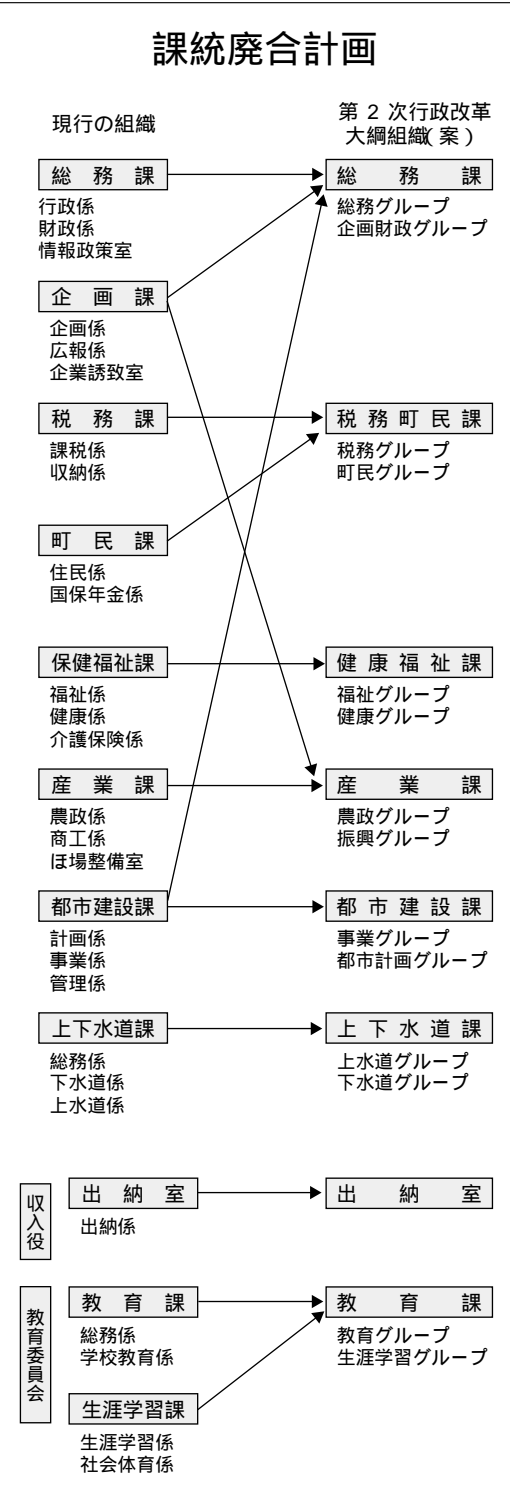 課統廃合計画
現行の組織
第2次行政改革
大綱組織(案)
総務課
行政係
財政係
情報政策室
総務課
総務グループ
企画財政グループ
企画課
企画係
広報係
企業誘致室
税務課
課税係
収納係
税務町民課
税務グループ
町民グループ
町民課
住民係
国保年金係
保健福祉課
福祉係
健康係
介護保険係
健康福祉課
福祉グループ
健康グループ
産業課
農政係
商工係
ほ場整備室
産業課
農政グループ
振興グループ
都市建設課
計画係
事業係
管理係
都市建設課
事業グループ
都市計画グループ
上下水道課
総務係
下水道係
上水道係
上下水道課
上水道グループ
下水道グループ
収入役
出納室
出納係
出納室
教育委員会
教育課
総務係
学校教育係
教育課
教育グループ
生涯学習グループ
生涯学習課
生涯学習係
社会体育係